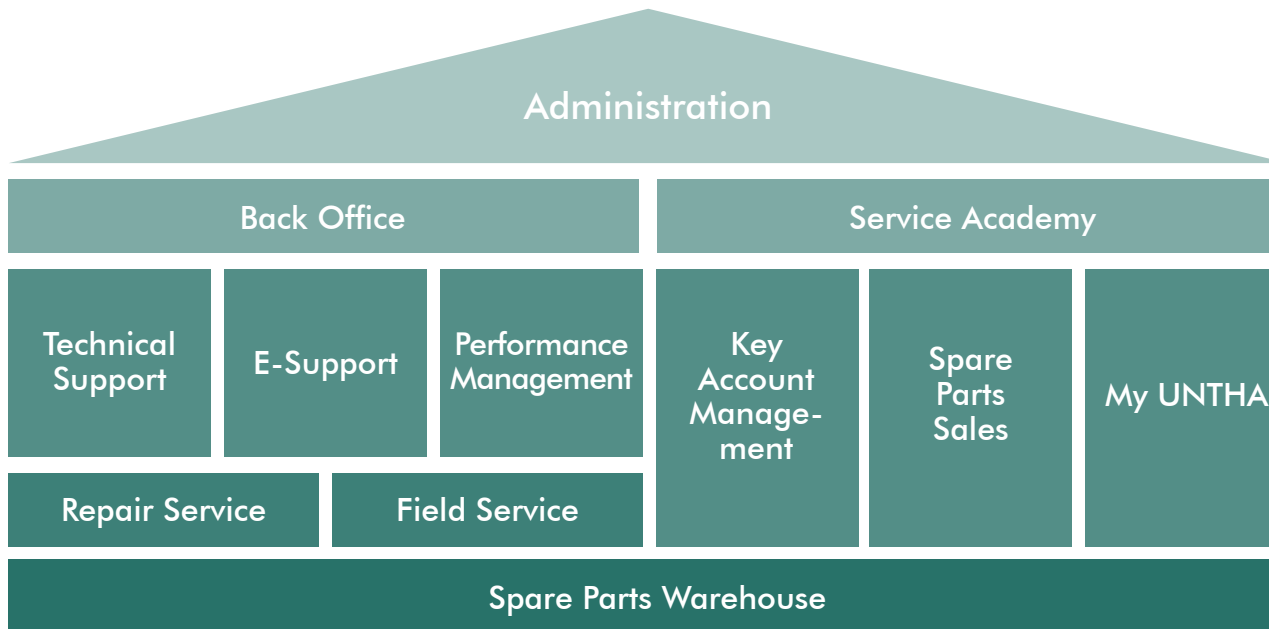 Administration
Back Office
Service Academy
Technical
Support
E-Support
Performance
Management
Key
Account
Manage-
ment
Spare
Parts
Sales
My UNTHA
Repair Service
Field Service
Spare Parts Warehouse